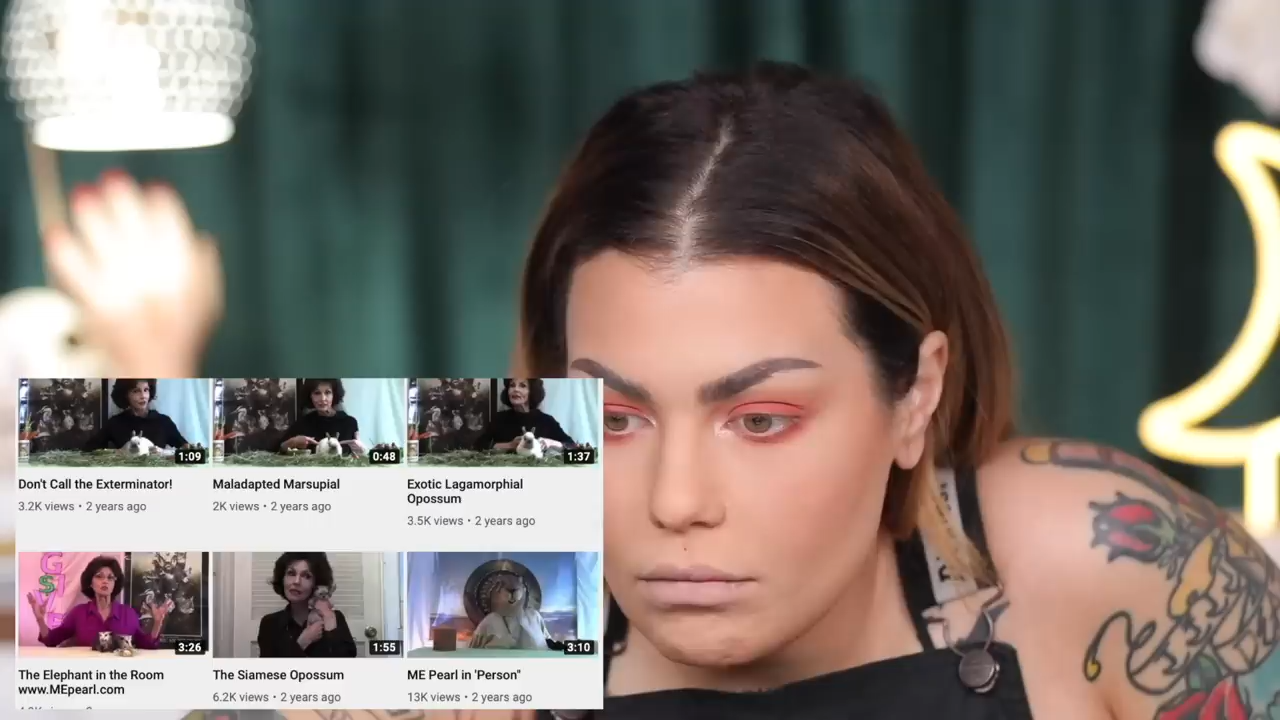 1:09
0:48
1:37
Don't Call the Exterminator!
3.2K views • 2 years ago
Maladapted Marsupial
2K views • 2 years ago
Exotic Lagamorphial
Opossum
3.5K views • 2 years ago
3:26
1:55
3:10
The Elephant in the Room
www.MEpearl.com
The Siamese Opossum
6.2K views • 2 years ago
ME Pearl in 'Person"
13K views • 2 years ago